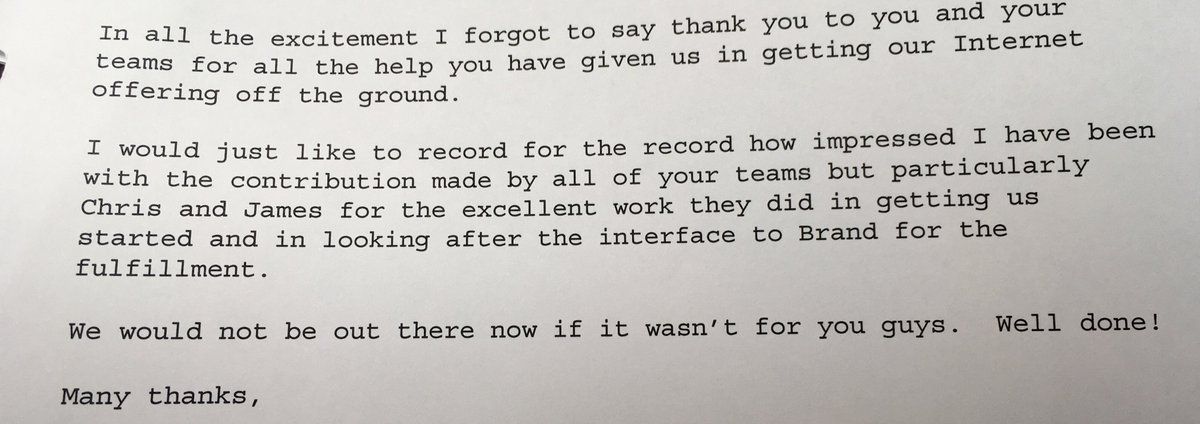 In all the excitement I forgot to say thank you to you and your
teams for all the help you have given us in getting our Internet
offering off the ground.
I would just like to record for the record how impressed I have been
with the contribution made by all of your teams but particularly
Chris and James for the excellent work they did in getting us
started and in looking after the interface to Brand for the
fulfillment.
We would not be out there now if it wasn't for you guys.  Well done!
Many thanks,